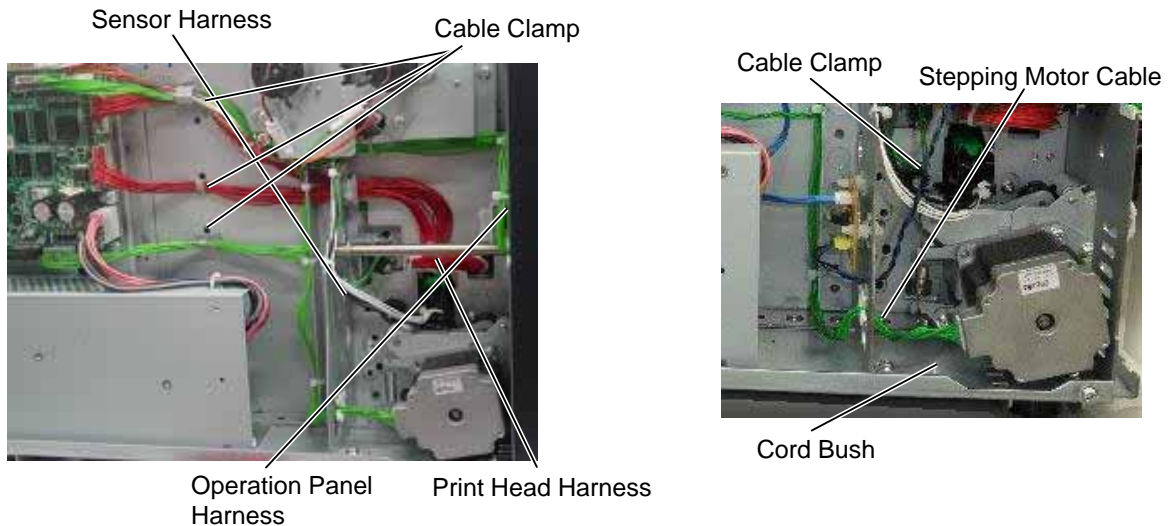 Sensor Harness
Cable Clamp
Cable Clamp
Stepping Motor Cable
Cord Bush
Operation Panel
Harness
Print Head Harness